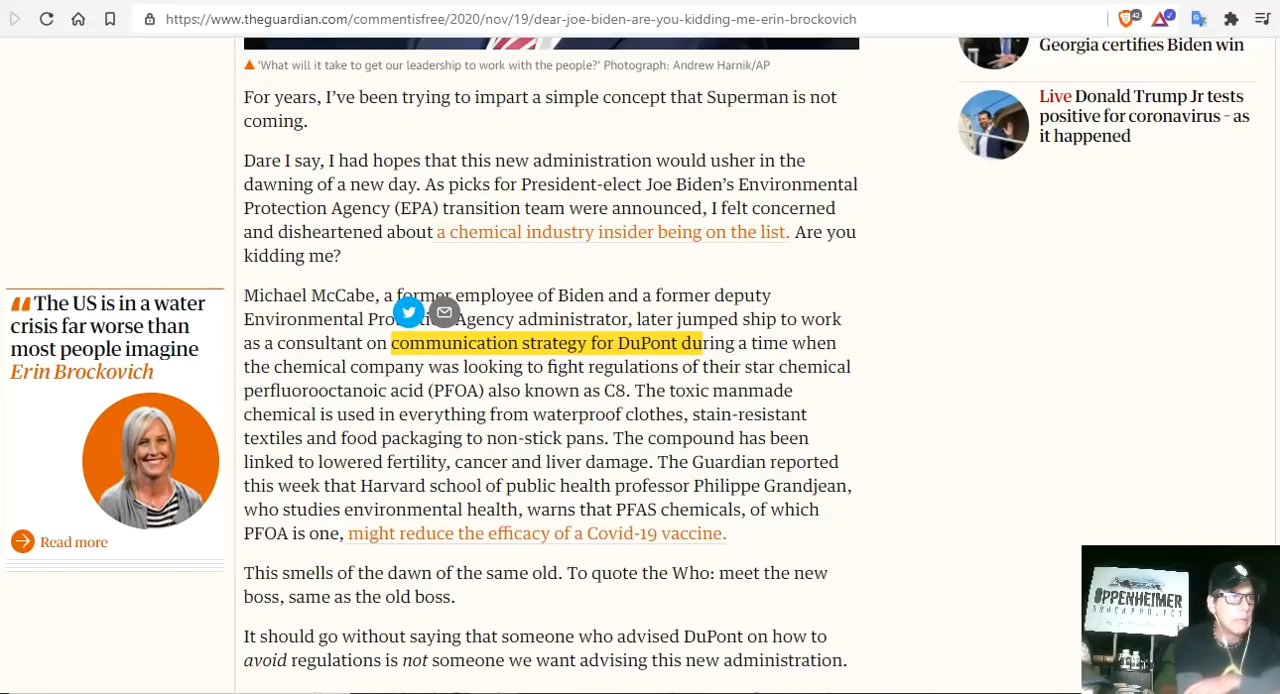 https://www.theguardian.com/commentisfree/2020/nov/19/dear-joe-biden-are-you-kidding-me-erin-brockovich
42
'What will it take to get our leadership to work with the people?' Photograph: Andrew Harnik/AP
For years, I've been trying to impart a simple concept that Superman is not
coming.
Dare I say, I had hopes that this new administration would usher in the
dawning of a new day. As picks for President-elect Joe Biden's Environmental
Protection Agency (EPA) transition team were announced, I felt concerned
and disheartened about a chemical industry insider being on the list. Are you
kidding me?
Michael McCabe, a former employee of Biden and a former deputy
Environmental Pro Agency administrator, later jumped ship to work
as a consultant on communication strategy for DuPont during a time when
the chemical company was looking to fight regulations of their star chemical
perfluorooctanoic acid (PFOA) also known as C8. The toxic manmade
chemical is used in everything from waterproof clothes, stain-resistant
textiles and food packaging to non-stick pans. The compound has been
linked to lowered fertility, cancer and liver damage. The Guardian reported
this week that Harvard school of public health professor Philippe Grandjean,
who studies environmental health, warns that PFAS chemicals, of which
PFOA is one, might reduce the efficacy of a Covid-19 vaccine.
This smells of the dawn of the same old. To quote the Who: meet the new
boss, same as the old boss.
It should go without saying that someone who advised DuPont on how to
avoid regulations is not someone we want advising this new administration.
The US is in a water
crisis far worse than
most people imagine
Erin Brockovich
Read more
Georgia certifies Biden win
Live Donald Trump Jr tests
positive for coronavirus – as
it happened
OPPENHEIMER
RANCH PROJECT